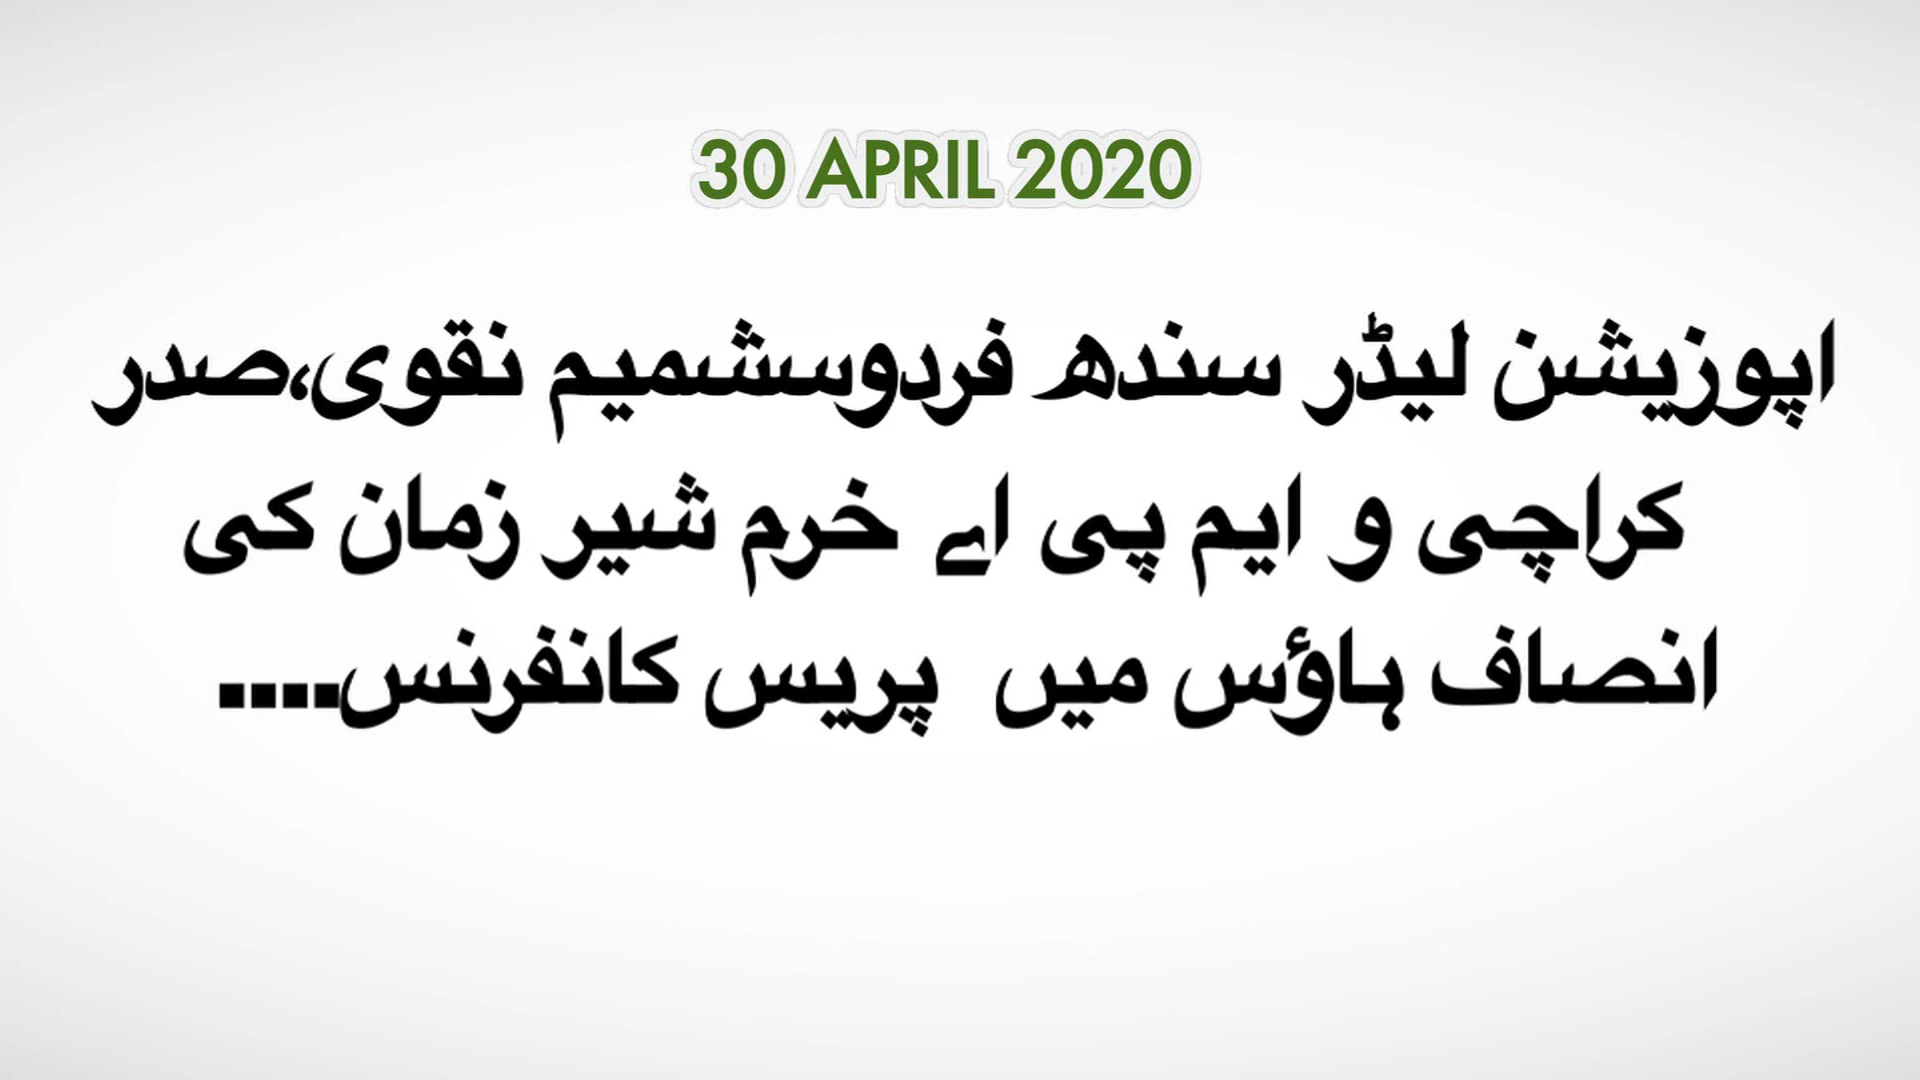 30 APRIL 2020
اپوزیشن لیڈر سندھ فردوسشمیم نقوی،صدر
کراچی و ایم پی اے خرم شیر زمان کی
انصاف ہاؤس میں پریس کانفرنس....